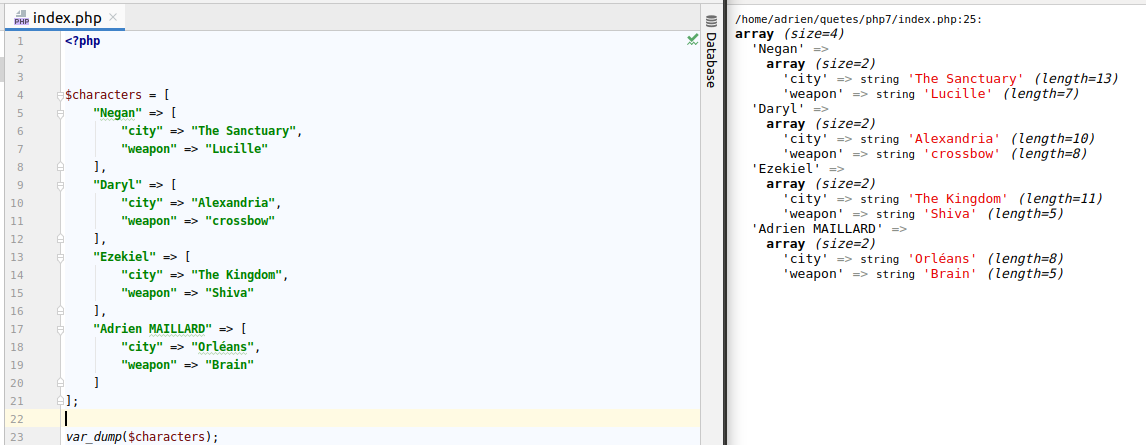 index.php
1 <?php
2
3
4 $characters = [
5 "Negan" => [
6 "city" => "The Sanctuary",
7 "weapon" => "Lucille"
8 ],
9 "Daryl" => [
10 "city" => "Alexandria",
11 "weapon" => "crossbow"
12 ],
13 "Ezekiel" => [
14 "city" => "The Kingdom",
15 "weapon" => "Shiva"
16 ],
17 "Adrien MAILLARD" => [
18 "city" => "Orléans",
19 "weapon" => "Brain"
20 ]
21 ];
22
23 var_dump($characters);
Database
/home/adrien/quetes/php7/index.php:25:
array (size=4)
'Negan' =>
array (size=2)
'city' => string 'The Sanctuary' (length=13)
'weapon' => string 'Lucille' (length=7)
'Daryl' =>
array (size=2)
'city' => string 'Alexandria' (length=10)
'weapon' => string 'crossbow' (length=8)
'Ezekiel' =>
array (size=2)
'city' => string 'The Kingdom' (length=11)
'weapon' => string 'Shiva' (length=5)
'Adrien MAILLARD' =>
array (size=2)
'city' => string 'Orléans' (length=8)
'weapon' => string 'Brain' (length=5)